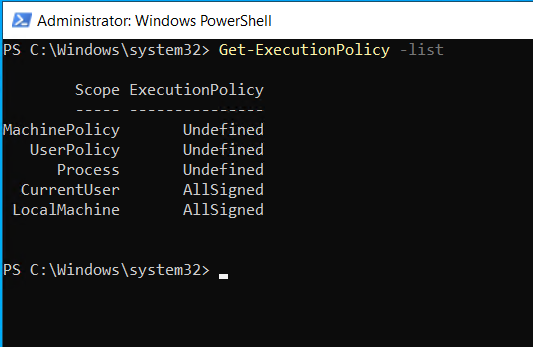 Administrator: Windows PowerShell
PS C:\Windows\system32> Get-ExecutionPolicy -list
        Scope ExecutionPolicy
        ----- ---------------
MachinePolicy       Undefined
   UserPolicy       Undefined
      Process       Undefined
  CurrentUser       AllSigned
 LocalMachine       AllSigned
PS C:\Windows\system32>